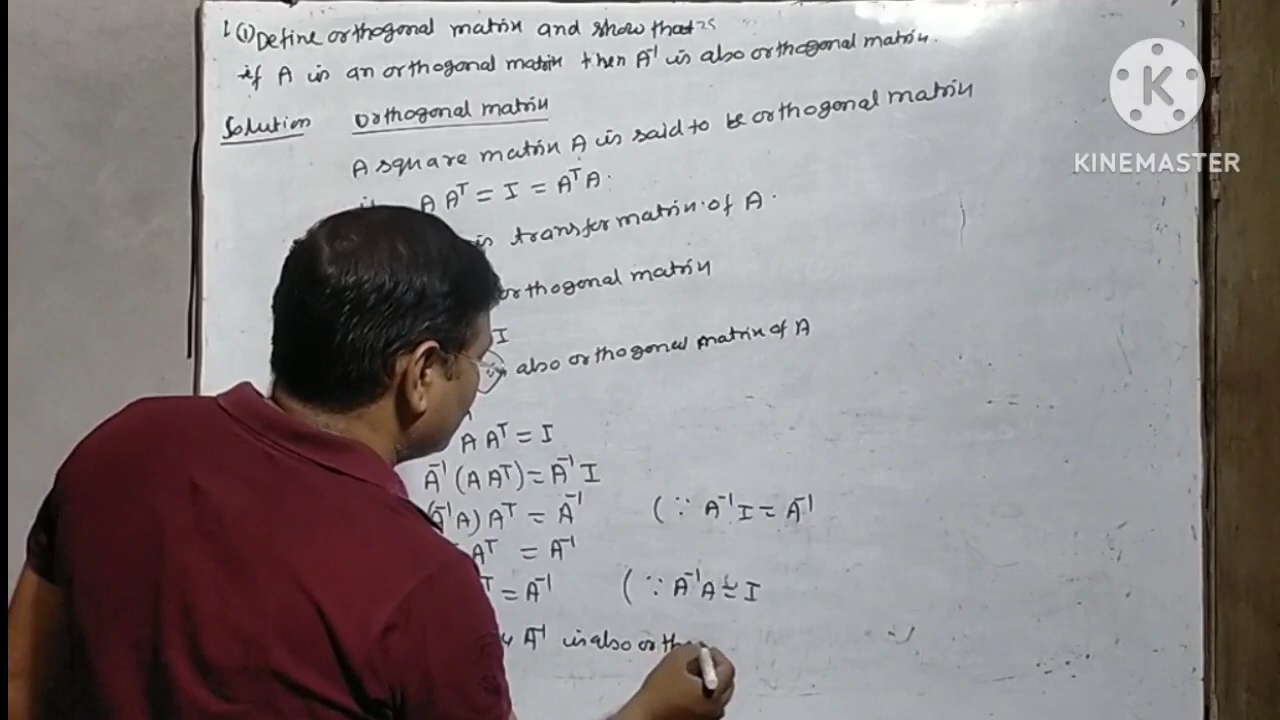 (1) Define orthogonal matrix and show that
if A is an orthogonal matrix then A⁻¹ is also orthogonal matrix.
Solution Orthogonal matrix
A square matrix A is said to be orthogonal matrix
A Aᵀ = I = AᵀA.
is transfer matrix of A.
orthogonal matrix
I
also orthogonal matrix of A
A Aᵀ = I
A⁻¹ (A Aᵀ) = A⁻¹ I
(A⁻¹A) Aᵀ = A⁻¹ (∵ A⁻¹ I = A⁻¹
Aᵀ = A⁻¹
ᵀ = A⁻¹ (∵ A⁻¹A = I
A⁻¹ is also orth
K
KINEMASTER